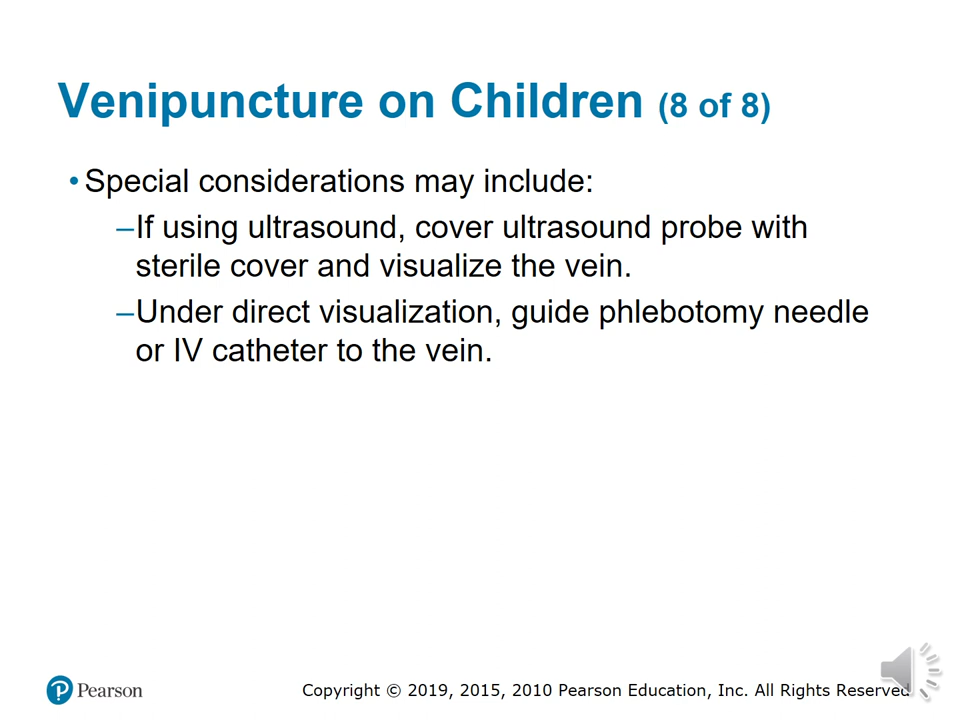 Venipuncture on Children (8 of 8)
• Special considerations may include:
–If using ultrasound, cover ultrasound probe with
sterile cover and visualize the vein.
–Under direct visualization, guide phlebotomy needle
or IV catheter to the vein.
P Pearson
Copyright © 2019, 2015, 2010 Pearson Education, Inc. All Rights Reserved